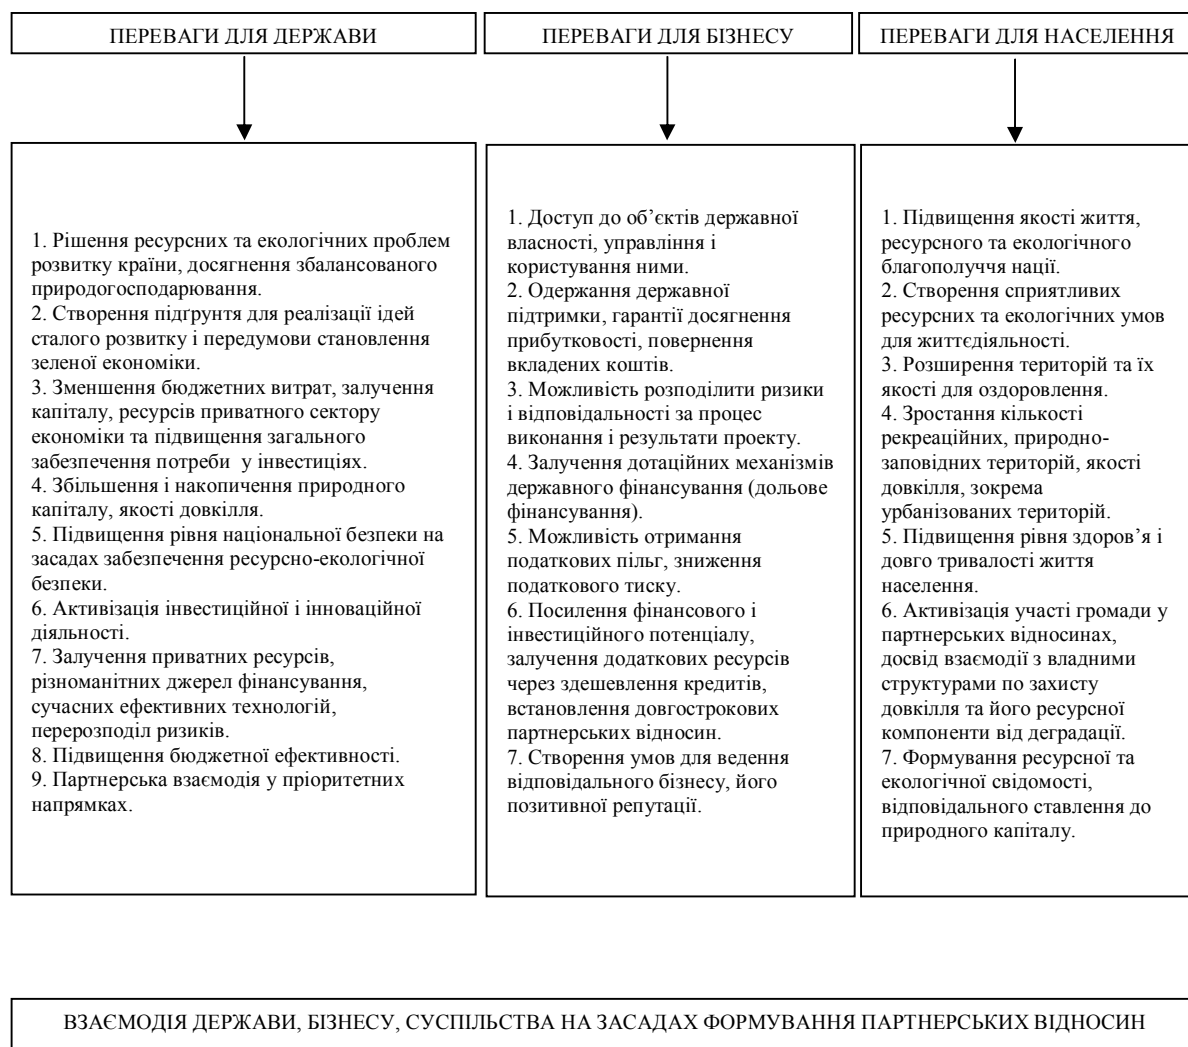 ПЕРЕВАГИ ДЛЯ ДЕРЖАВИ
ПЕРЕВАГИ ДЛЯ БІЗНЕСУ
ПЕРЕВАГИ ДЛЯ НАСЕЛЕННЯ
1. Рішення ресурсних та екологічних проблем
розвитку країни, досягнення збалансованого
природогосподарювання.
2. Створення підґрунтя для реалізації ідей
сталого розвитку і передумови становлення
зеленої економіки.
3. Зменшення бюджетних витрат, залучення
капіталу, ресурсів приватного сектору
економіки та підвищення загального
забезпечення потреби у інвестиціях.
4. Збільшення і накопичення природного
капіталу, якості довкілля.
5. Підвищення рівня національної безпеки на
засадах забезпечення ресурсно-екологічної
безпеки.
6. Активізація інвестиційної і інноваційної
діяльності.
7. Залучення приватних ресурсів,
різноманітних джерел фінансування,
сучасних ефективних технологій,
перерозподіл ризиків.
8. Підвищення бюджетної ефективності.
9. Партнерська взаємодія у пріоритетних
напрямках.
1. Доступ до об’єктів державної
власності, управління і
користування ними.
2. Одержання державної
підтримки, гарантії досягнення
прибутковості, повернення
вкладених коштів.
3. Можливість розподілити ризики
і відповідальності за процес
виконання і результати проекту.
4. Залучення дотаційних механізмів
державного фінансування (дольове
фінансування).
5. Можливість отримання
податкових пільг, зниження
податкового тиску.
6. Посилення фінансового і
інвестиційного потенціалу,
залучення додаткових ресурсів
через здешевлення кредитів,
встановлення довгострокових
партнерських відносин.
7. Створення умов для ведення
відповідального бізнесу, його
позитивної репутації.
1. Підвищення якості життя,
ресурсного та екологічного
благополуччя нації.
2. Створення сприятливих
ресурсних та екологічних умов
для життєдіяльності.
3. Розширення територій та їх
якості для оздоровлення.
4. Зростання кількості
рекреаційних, природно-
заповідних територій, якості
довкілля, зокрема
урбанізованих територій.
5. Підвищення рівня здоров’я і
довго тривалості життя
населення.
6. Активізація участі громади у
партнерських відносинах,
досвід взаємодії з владними
структурами по захисту
довкілля та його ресурсної
компоненти від деградації.
7. Формування ресурсної та
екологічної свідомості,
відповідального ставлення до
природного капіталу.
ВЗАЄМОДІЯ ДЕРЖАВИ, БІЗНЕСУ, СУСПІЛЬСТВА НА ЗАСАДАХ ФОРМУВАННЯ ПАРТНЕРСЬКИХ ВІДНОСИН